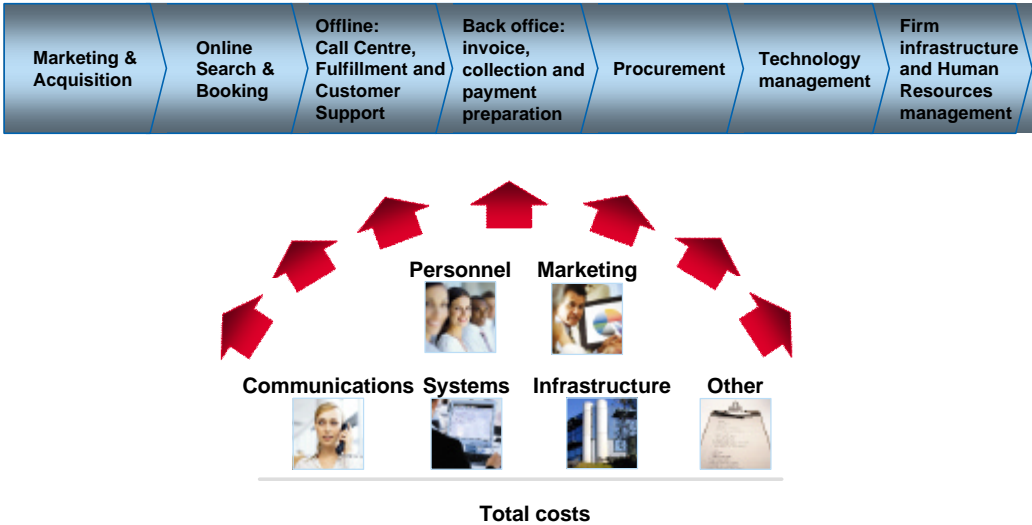 Marketing &
Acquisition
Online
Search &
Booking
Offline:
Call Centre,
Fulfillment and
Customer
Support
Back office:
invoice,
collection and
payment
preparation
Procurement
Technology
management
Firm
infrastructure
and Human
Resources
management
Personnel
Marketing
Communications
Systems
Infrastructure
Other
Total costs